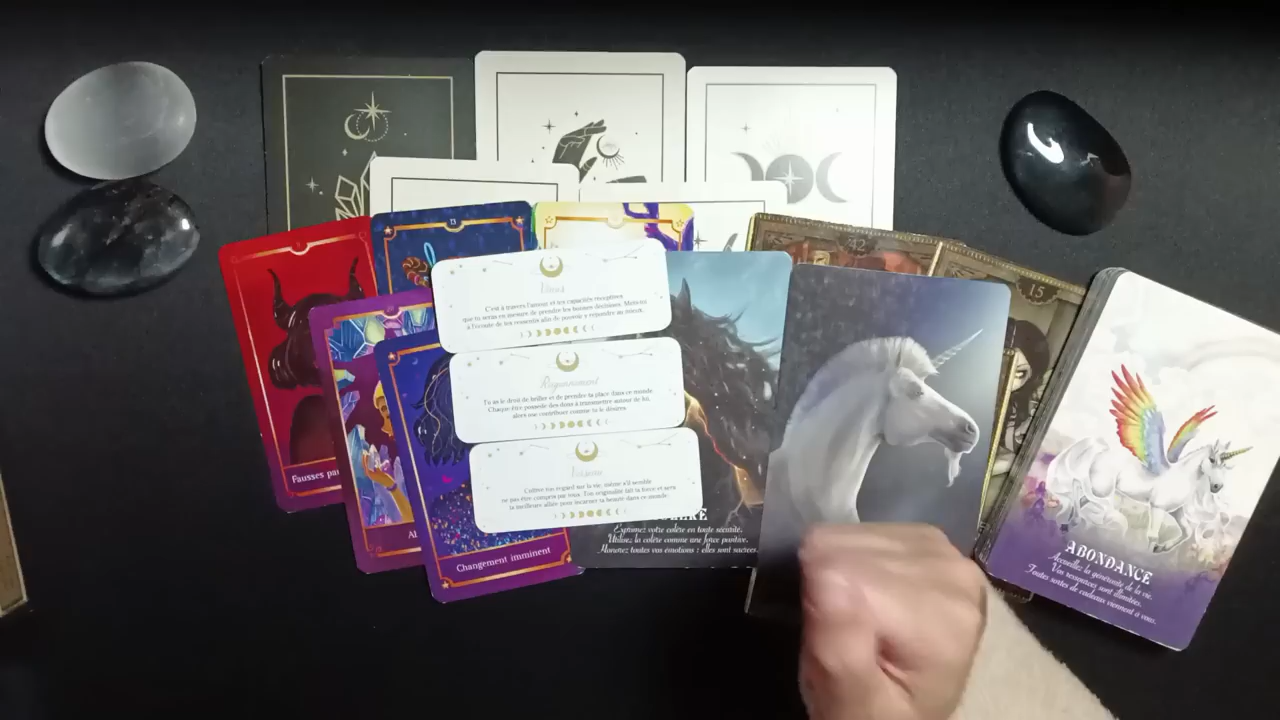 42
15
Fausses
Al
Changement imminent
C'est à travers l'amour et tes capacités réceptives
que tu seras en mesure de prendre les bonnes décisions. Mets-toi
à l'écoute de tes ressentis afin de pouvoir y répondre au mieux.
Rayonnement
Tu as le droit de briller et de prendre ta place dans ce monde.
Chaque être possède des dons à transmettre autour de lui,
alors ose contribuer comme tu le désires.
Cultive ton regard sur la vie, même s'il semble
ne pas être compris par tous. Ton originalité fait ta force et sera
ta meilleure alliée pour incarner ta beauté dans ce monde.
Exprimez votre colère en toute sécurité.
Utilisez la colère comme une force positive.
Honorez toutes vos émotions : elles sont sacrées.
ABONDANCE
Accueillez la générosité de la vie.
Vos ressources sont illimitées.
Toutes sortes de cadeaux viennent à vous.